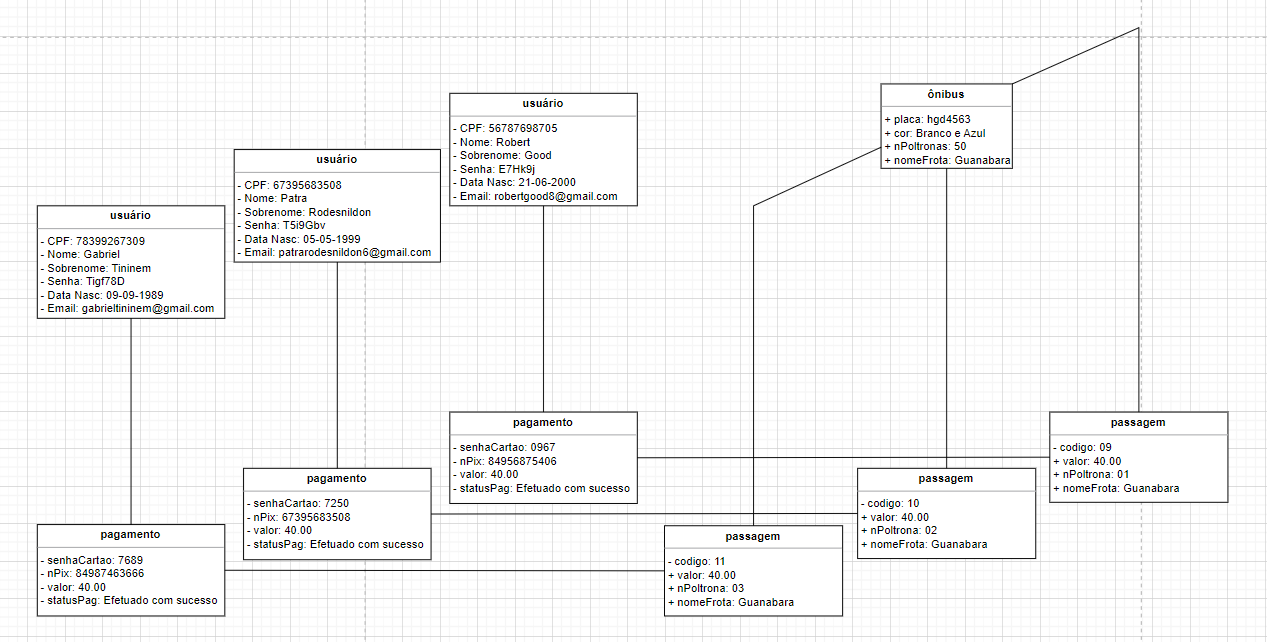 usuário
- CPF: 78399267309
- Nome: Gabriel
- Sobrenome: Tininem
- Senha: Tigf78D
- Data Nasc: 09-09-1989
- Email: gabrieltininem@gmail.com
usuário
- CPF: 67395683508
- Nome: Patra
- Sobrenome: Rodesnildon
- Senha: T5i9Gbv
- Data Nasc: 05-05-1999
- Email: patrarodesnildon6@gmail.com
usuário
- CPF: 56787698705
- Nome: Robert
- Sobrenome: Good
- Senha: E7Hk9j
- Data Nasc: 21-06-2000
- Email: robertgood8@gmail.com
ônibus
+ placa: hgd4563
+ cor: Branco e Azul
+ nPoltronas: 50
+ nomeFrota: Guanabara
pagamento
- senhaCartao: 7689
- nPix: 84987463666
- valor: 40.00
- statusPag: Efetuado com sucesso
pagamento
- senhaCartao: 7250
- nPix: 67395683508
- valor: 40.00
- statusPag: Efetuado com sucesso
pagamento
- senhaCartao: 0967
- nPix: 84956875406
- valor: 40.00
- statusPag: Efetuado com sucesso
passagem
- codigo: 11
+ valor: 40.00
+ nPoltrona: 03
+ nomeFrota: Guanabara
passagem
- codigo: 10
+ valor: 40.00
+ nPoltrona: 02
+ nomeFrota: Guanabara
passagem
- codigo: 09
+ valor: 40.00
+ nPoltrona: 01
+ nomeFrota: Guanabara